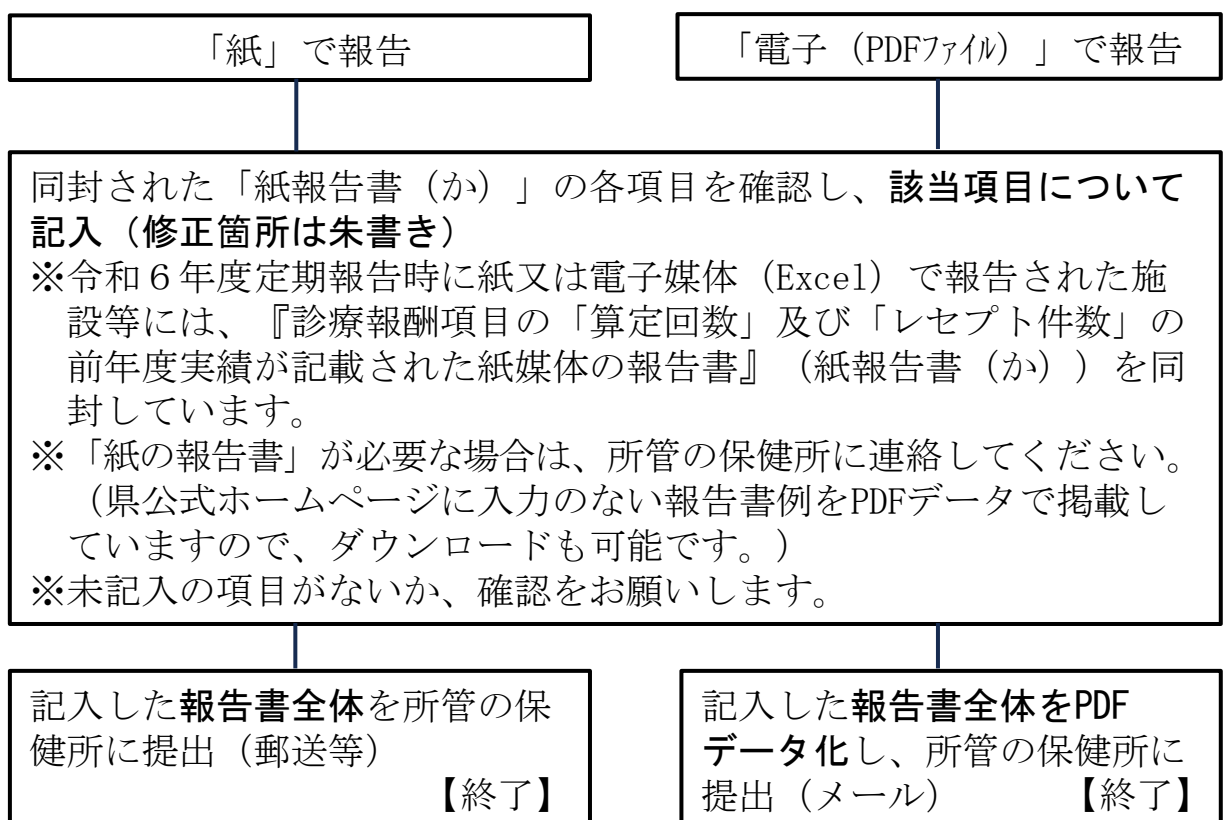 「紙」で報告
「電子（PDFﾌｧｲﾙ）」で報告
同封された「紙報告書（か）」の各項目を確認し、該当項目について
記入（修正箇所は朱書き）
※令和６年度定期報告時に紙又は電子媒体（Excel）で報告された施
設等には、『診療報酬項目の「算定回数」及び「レセプト件数」の
前年度実績が記載された紙媒体の報告書』（紙報告書（か））を同
封しています。
※「紙の報告書」が必要な場合は、所管の保健所に連絡してください。
（県公式ホームページに入力のない報告書例をPDFデータで掲載し
ていますので、ダウンロードも可能です。）
※未記入の項目がないか、確認をお願いします。
記入した報告書全体を所管の保
健所に提出（郵送等）
【終了】
記入した報告書全体をPDF
データ化し、所管の保健所に
提出（メール） 【終了】